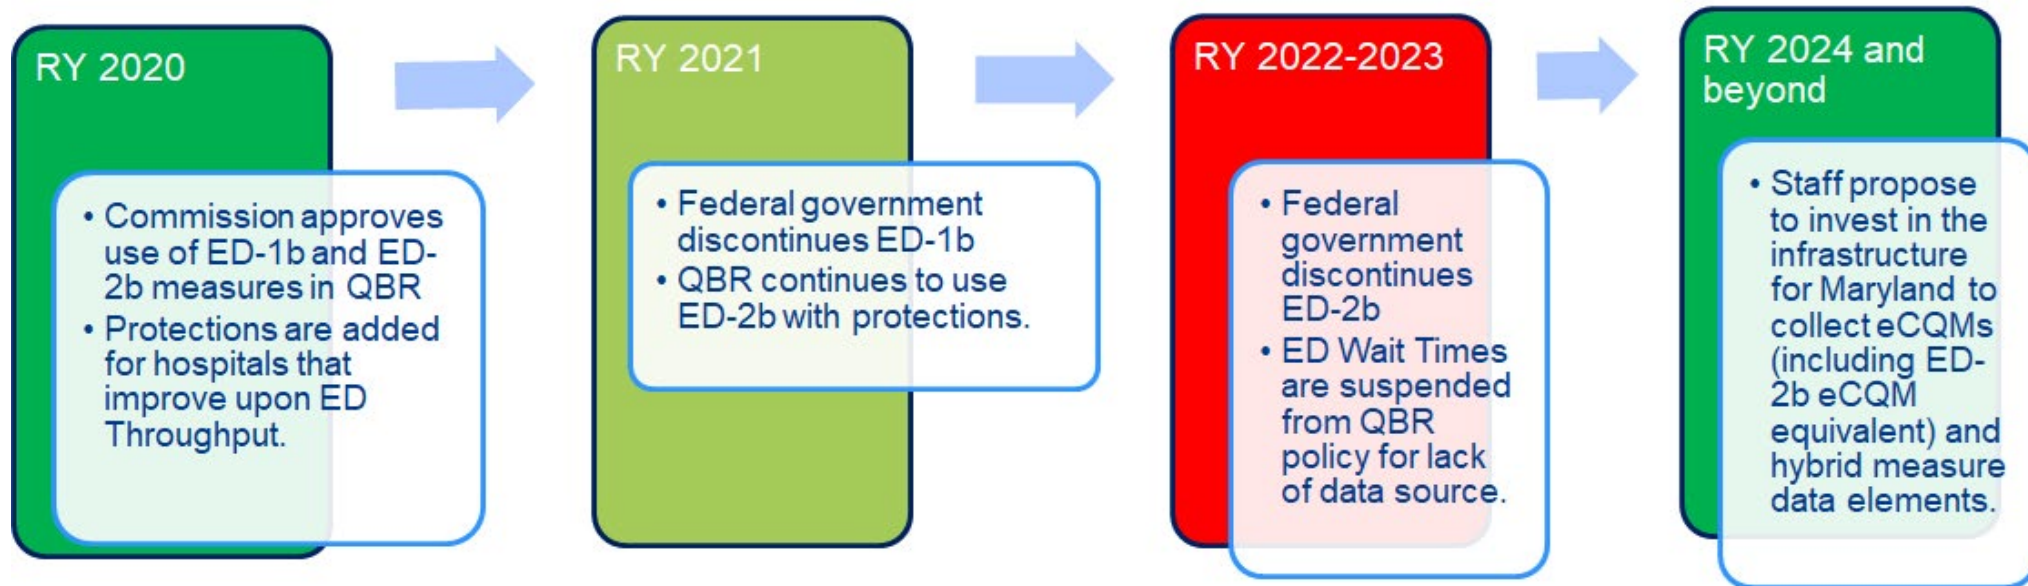 RY 2020
• Commission approves
use of ED-1b and ED-
2b measures in QBR
• Protections are added
for hospitals that
improve upon ED
Throughput.
RY 2021
• Federal government
discontinues ED-1b
• QBR continues to use
ED-2b with protections.
RY 2022-2023
• Federal
government
discontinues
ED-2b
• ED Wait Times
are suspended
from QBR
policy for lack
of data source.
RY 2024 and
beyond
• Staff propose
to invest in the
infrastructure
for Maryland to
collect eCQMs
(including ED-
2b eCQM
equivalent) and
hybrid measure
data elements.